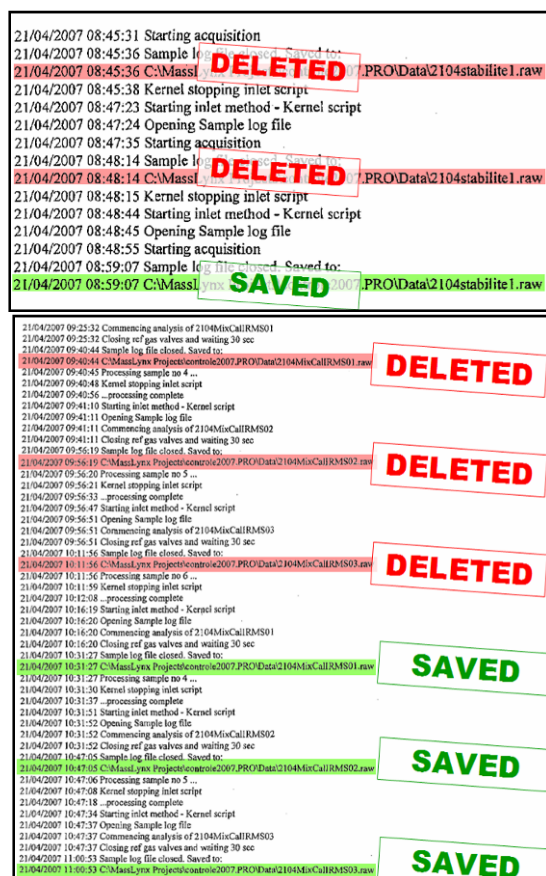 21/04/2007 08:45:31 Starting acquisition
21/04/2007 08:45:36 Sample log file closed. Saved to:
21/04/2007 08:45:36 C:\MassLynx 07.PRO\Data\2104stabilite1.raw
DELETED
21/04/2007 08:45:38 Kernel stopping inlet script
21/04/2007 08:47:23 Starting inlet method - Kernel script
21/04/2007 08:47:24 Opening Sample log file
21/04/2007 08:47:35 Starting acquisition
21/04/2007 08:48:14 Sample log file closed. Saved to:
21/04/2007 08:48:14 C:\MassLynx 7.PRO\Data\2104stabilite1.raw
DELETED
21/04/2007 08:48:15 Kernel stopping inlet script
21/04/2007 08:48:44 Starting inlet method - Kernel script
21/04/2007 08:48:45 Opening Sample log file
21/04/2007 08:48:55 Starting acquisition
21/04/2007 08:59:07 Sample log file closed. Saved to:
21/04/2007 08:59:07 C:\MassLynx 2007.PRO\Data\2104stabilite1.raw
SAVED
21/04/2007 09:25:32 Commencing analysis of 2104MixCalIRMS01
21/04/2007 09:25:32 Closing ref gas valves and waiting 30 sec
21/04/2007 09:40:44 Sample log file closed. Saved to:
21/04/2007 09:40:44 C:\MassLynx Projects\controle2007.PRO\Data\2104MixCalIRMS01.raw
DELETED
21/04/2007 09:40:45 Processing sample no 4 ...
21/04/2007 09:40:48 Kernel stopping inlet script
21/04/2007 09:40:56 ...processing complete
21/04/2007 09:41:10 Starting inlet method - Kernel script
21/04/2007 09:41:11 Opening Sample log file
21/04/2007 09:41:11 Commencing analysis of 2104MixCalIRMS02
21/04/2007 09:41:11 Closing ref gas valves and waiting 30 sec
21/04/2007 09:56:19 Sample log file closed. Saved to:
21/04/2007 09:56:19 C:\MassLynx Projects\controle2007.PRO\Data\2104MixCalIRMS02.raw
DELETED
21/04/2007 09:56:20 Processing sample no 5 ...
21/04/2007 09:56:21 Kernel stopping inlet script
21/04/2007 09:56:33 ...processing complete
21/04/2007 09:56:47 Starting inlet method - Kernel script
21/04/2007 09:56:51 Opening Sample log file
21/04/2007 09:56:51 Commencing analysis of 2104MixCalIRMS03
21/04/2007 09:56:51 Closing ref gas valves and waiting 30 sec
21/04/2007 10:11:56 Sample log file closed. Saved to:
21/04/2007 10:11:56 C:\MassLynx Projects\controle2007.PRO\Data\2104MixCalIRMS03.raw
DELETED
21/04/2007 10:11:56 Processing sample no 6 ...
21/04/2007 10:11:59 Kernel stopping inlet script
21/04/2007 10:12:08 ...processing complete
21/04/2007 10:16:19 Starting inlet method - Kernel script
21/04/2007 10:16:20 Opening Sample log file
21/04/2007 10:16:20 Commencing analysis of 2104MixCalIRMS01
21/04/2007 10:16:20 Closing ref gas valves and waiting 30 sec
21/04/2007 10:31:27 Sample log file closed. Saved to:
21/04/2007 10:31:27 C:\MassLynx Projects\controle2007.PRO\Data\2104MixCalIRMS01.raw
SAVED
21/04/2007 10:31:27 Processing sample no 4 ...
21/04/2007 10:31:30 Kernel stopping inlet script
21/04/2007 10:31:37 ...processing complete
21/04/2007 10:31:51 Starting inlet method - Kernel script
21/04/2007 10:31:52 Opening Sample log file
21/04/2007 10:31:52 Commencing analysis of 2104MixCalIRMS02
21/04/2007 10:31:52 Closing ref gas valves and waiting 30 sec
21/04/2007 10:47:05 Sample log file closed. Saved to:
21/04/2007 10:47:05 C:\MassLynx Projects\controle2007.PRO\Data\2104MixCalIRMS02.raw
SAVED
21/04/2007 10:47:06 Processing sample no 5 ...
21/04/2007 10:47:08 Kernel stopping inlet script
21/04/2007 10:47:18 ...processing complete
21/04/2007 10:47:34 Starting inlet method - Kernel script
21/04/2007 10:47:37 Opening Sample log file
21/04/2007 10:47:37 Commencing analysis of 2104MixCalIRMS03
21/04/2007 10:47:37 Closing ref gas valves and waiting 30 sec
21/04/2007 11:00:53 Sample log file closed. Saved to:
21/04/2007 11:00:53 C:\MassLynx Projects\controle2007.PRO\Data\2104MixCalIRMS03.raw
SAVED